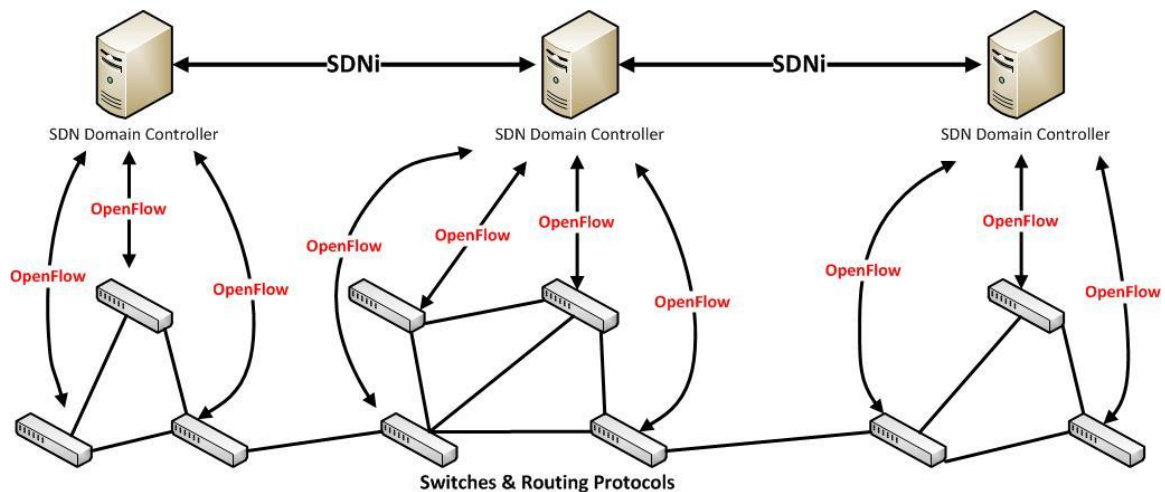 SDNi
SDNi
SDN Domain Controller
SDN Domain Controller
SDN Domain Controller
OpenFlow
OpenFlow
OpenFlow
OpenFlow
OpenFlow
OpenFlow
OpenFlow
OpenFlow
OpenFlow
OpenFlow
Switches & Routing Protocols